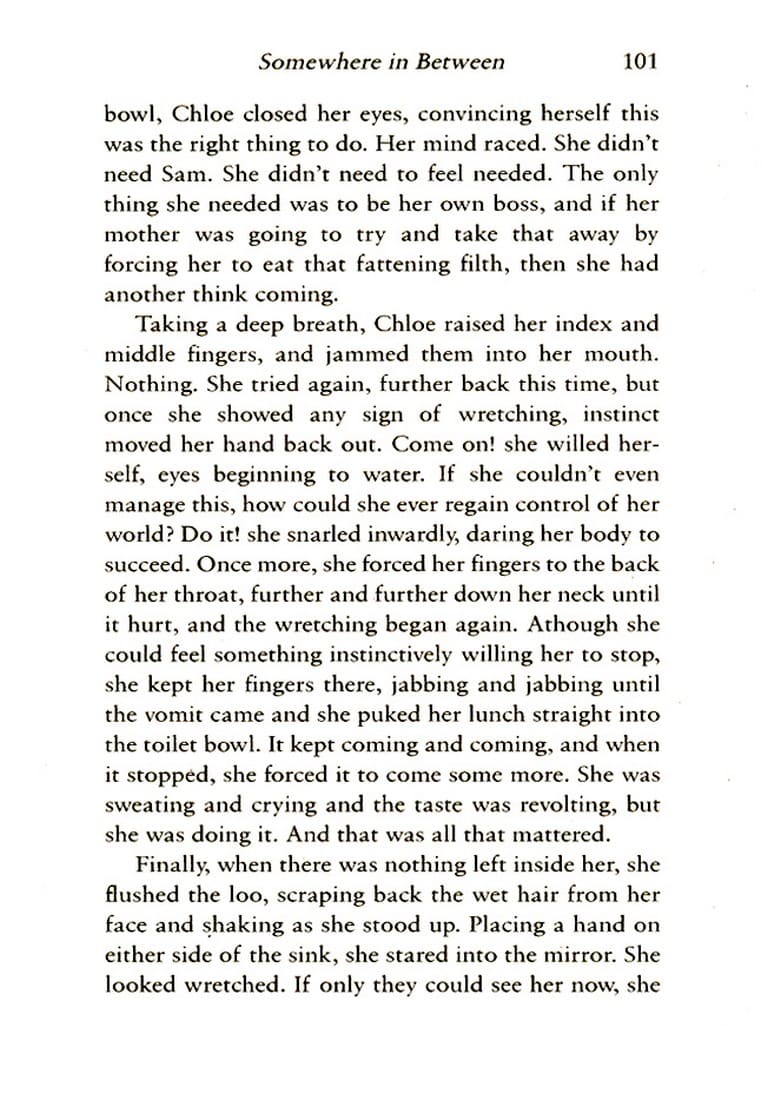 Somewhere in Between 101
bowl, Chloe closed her eyes, convincing herself this
was the right thing to do. Her mind raced. She didn't
need Sam. She didn't need to feel needed. The only
thing she needed was to be her own boss, and if her
mother was going to try and take that away by
forcing her to eat that fattening filth, then she had
another think coming.
Taking a deep breath, Chloe raised her index and
middle fingers, and jammed them into her mouth.
Nothing. She tried again, further back this time, but
once she showed any sign of wretching, instinct
moved her hand back out. Come on! she willed her-
self, eyes beginning to water. If she couldn't even
manage this, how could she ever regain control of her
world? Do it! she snarled inwardly, daring her body to
succeed. Once more, she forced her fingers to the back
of her throat, further and further down her neck until
it hurt, and the wretching began again. Athough she
could feel something instinctively willing her to stop,
she kept her fingers there, jabbing and jabbing until
the vomit came and she puked her lunch straight into
the toilet bowl. It kept coming and coming, and when
it stopped, she forced it to come some more. She was
sweating and crying and the taste was revolting, but
she was doing it. And that was all that mattered.
Finally, when there was nothing left inside her, she
flushed the loo, scraping back the wet hair from her
face and shaking as she stood up. Placing a hand on
either side of the sink, she stared into the mirror. She
looked wretched. If only they could see her now, she